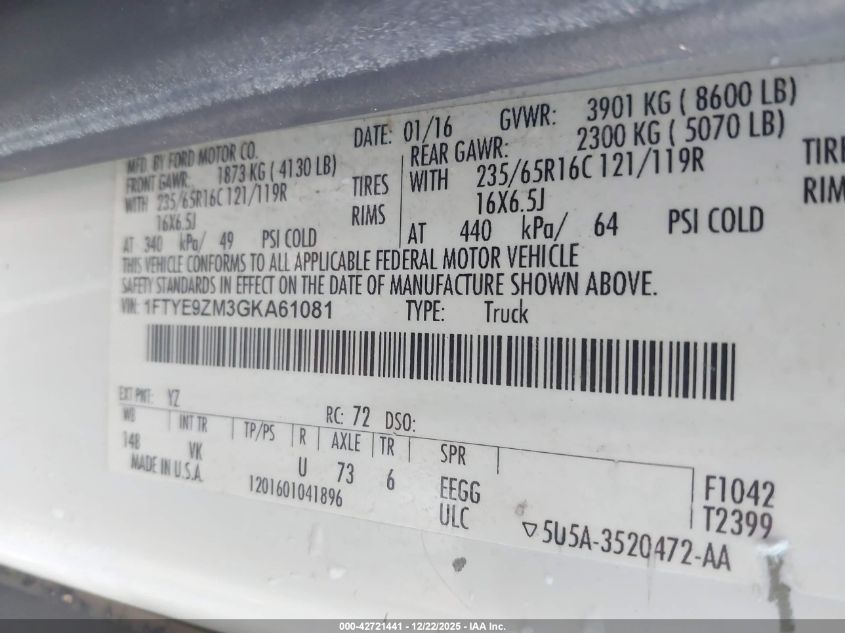 MFD. BY FORD MOTOR CO. DATE: 01/16 GVWR: 3901 KG ( 8600 LB)
FRONT GAWR: 1873 KG ( 4130 LB) REAR GAWR: 2300 KG ( 5070 LB)
WITH 235/65R16C 121/119R TIRES WITH 235/65R16C 121/119R TIRE
16X6.5J RIMS 16X6.5J RIM
AT 340 kPa/ 49 PSI COLD AT 440 kPa/ 64 PSI COLD
THIS VEHICLE CONFORMS TO ALL APPLICABLE FEDERAL MOTOR VEHICLE
SAFETY STANDARDS IN EFFECT ON THE DATE OF MANUFACTURE SHOWN ABOVE.
VIN: 1FTYE9ZM3GKA61081 TYPE: Truck
EXT PNT: YZ RC: 72 DSO:
WB INT TR TP/PS R AXLE TR SPR
148 VK U 73 6 EEGG F1042
MADE IN U.S.A. 1201601041896 ULC T2399
▽5U5A-3520472-AA
000-42721441 - 12/22/2025 - IAA Inc.